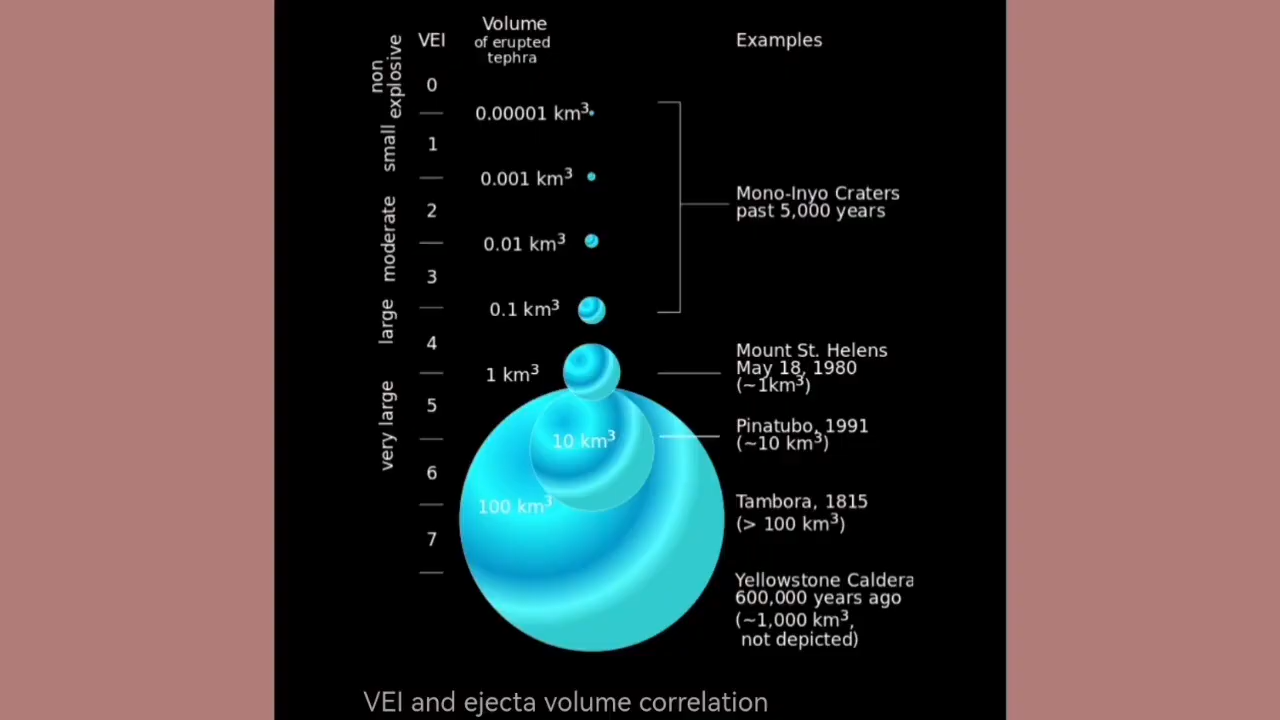 VEI
Volume
of erupted
tephra
Examples
non
explosive
0
0.00001 km³
small
1
0.001 km³
Mono-Inyo Craters
past 5,000 years
moderate
2
0.01 km³
3
large
0.1 km³
4
Mount St. Helens
May 18, 1980
(~1km³)
1 km³
very large
5
Pinatubo, 1991
(~10 km³)
10 km³
6
Tambora, 1815
(> 100 km³)
100 km³
7
Yellowstone Caldera
600,000 years ago
(~1,000 km³,
not depicted)
VEI and ejecta volume correlation